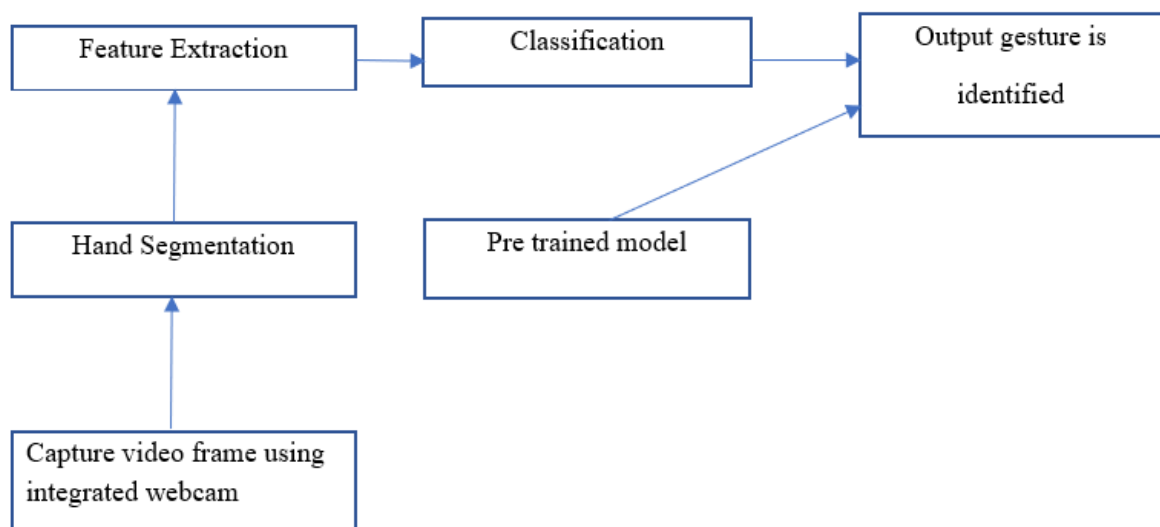 Feature Extraction
Classification
Output gesture is
identified
Hand Segmentation
Pre trained model
Capture video frame using
integrated webcam